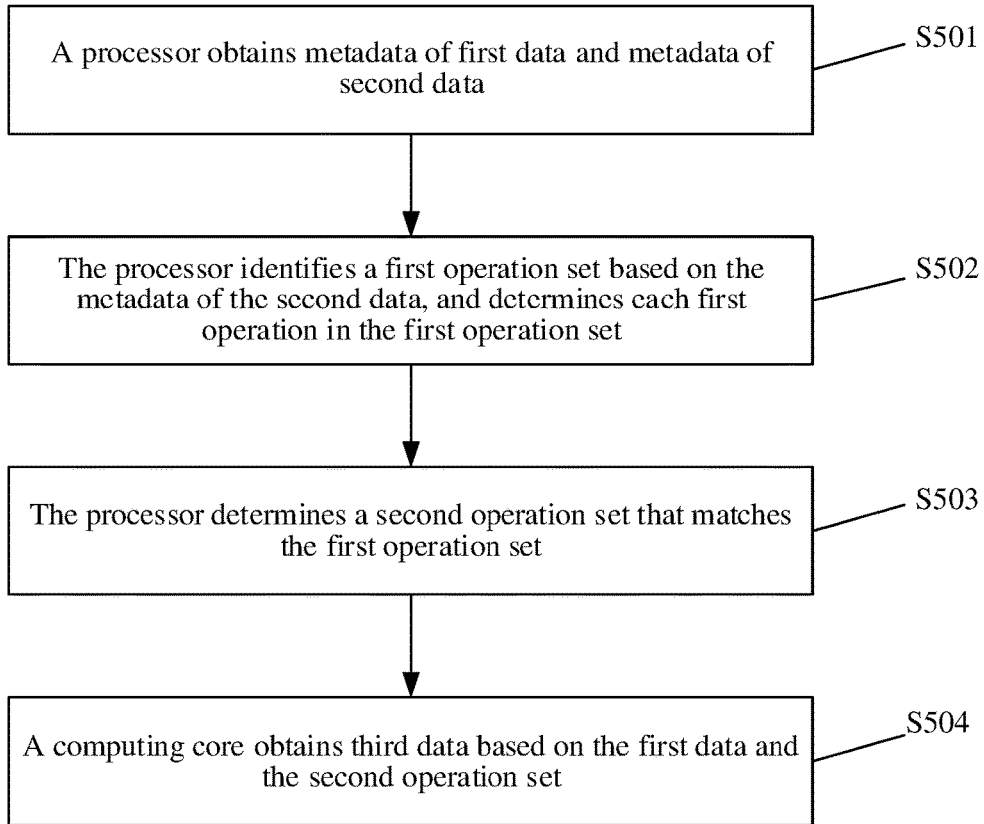 A processor obtains metadata of first data and metadata of
second data
S501
The processor identifies a first operation set based on the
metadata of the second data, and determines each first
operation in the first operation set
S502
The processor determines a second operation set that matches
the first operation set
S503
A computing core obtains third data based on the first data and
the second operation set
S504